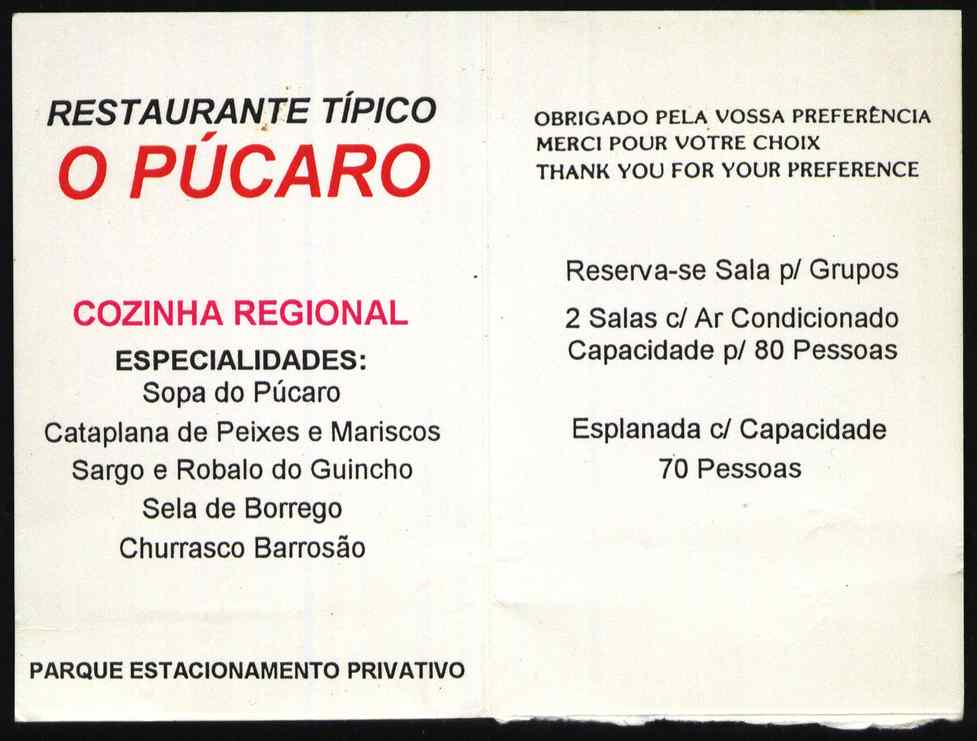 RESTAURANTE TÍPICO
O PÚCARO
COZINHA REGIONAL
ESPECIALIDADES:
Sopa do Púcaro
Cataplana de Peixes e Mariscos
Sargo e Robalo do Guincho
Sela de Borrego
Churrasco Barrosão
PARQUE ESTACIONAMENTO PRIVATIVO
OBRIGADO PELA VOSSA PREFERÊNCIA
MERCI POUR VOTRE CHOIX
THANK YOU FOR YOUR PREFERENCE
Reserva-se Sala p/ Grupos
2 Salas c/ Ar Condicionado
Capacidade p/ 80 Pessoas
Esplanada c/ Capacidade
70 Pessoas